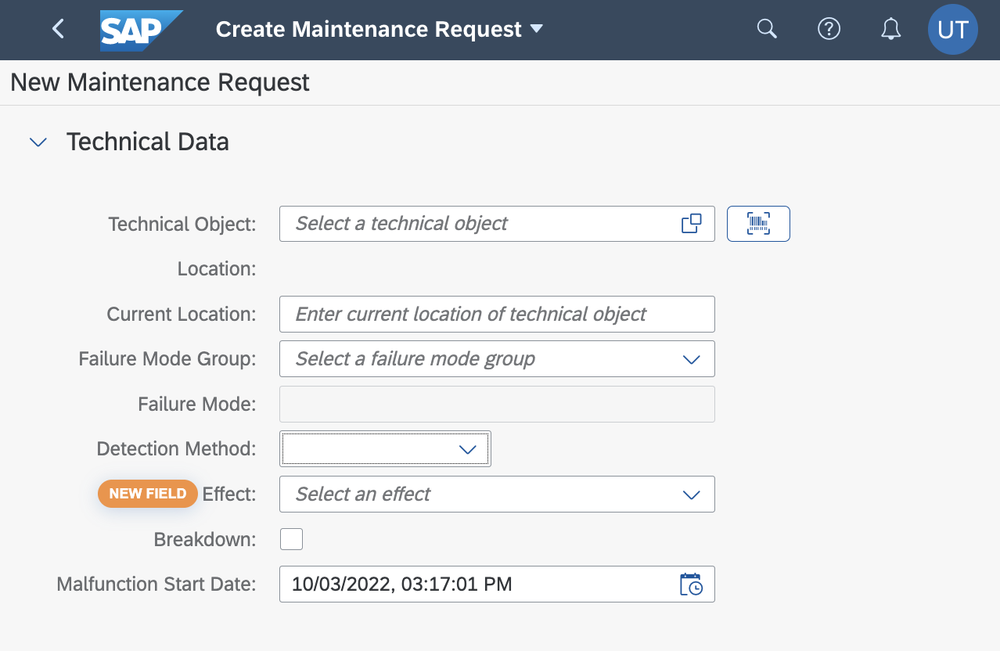 SAP Create Maintenance Request UT
New Maintenance Request
Technical Data
Technical Object: Select a technical object
Location:
Current Location: Enter current location of technical object
Failure Mode Group: Select a failure mode group
Failure Mode:
Detection Method:
NEW FIELD Effect: Select an effect
Breakdown:
Malfunction Start Date: 10/03/2022, 03:17:01 PM